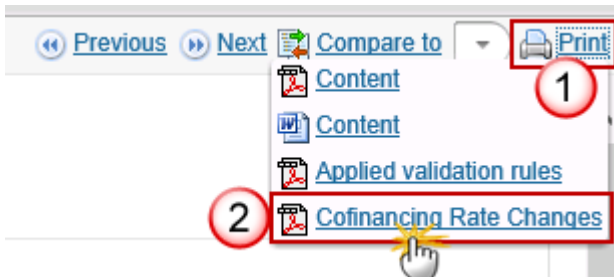 Previous Next Compare to Print
1
Content
Content
Applied validation rules
2 Cofinancing Rate Changes